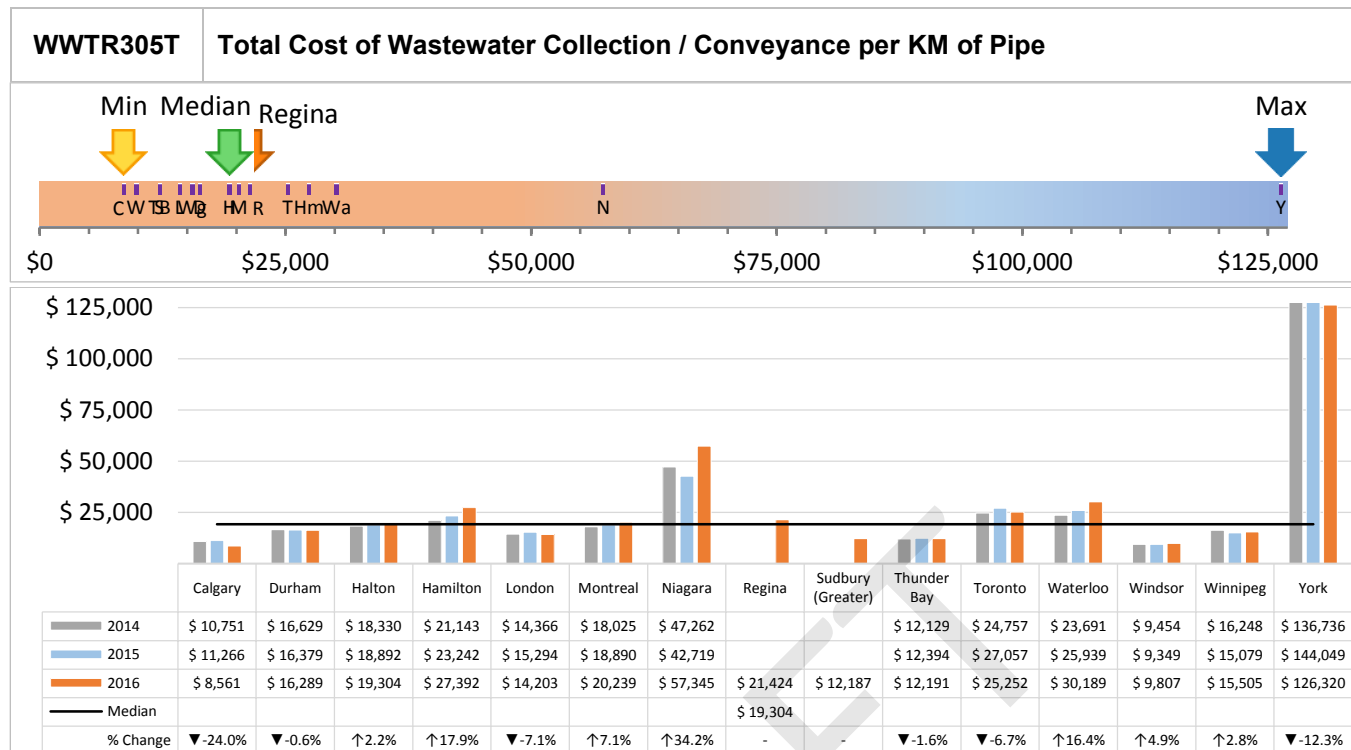 WWTR305T Total Cost of Wastewater Collection / Conveyance per KM of Pipe
Min Median Regina Max
C W TS B L Wg D H M R T Hm Wa N Y
$0 $25,000 $50,000 $75,000 $100,000 $125,000
$ 125,000
$ 100,000
$ 75,000
$ 50,000
$ 25,000
Calgary Durham Halton Hamilton London Montreal Niagara Regina Sudbury (Greater) Thunder Bay Toronto Waterloo Windsor Winnipeg York
2014 $ 10,751 $ 16,629 $ 18,330 $ 21,143 $ 14,366 $ 18,025 $ 47,262 $ 12,129 $ 24,757 $ 23,691 $ 9,454 $ 16,248 $ 136,736
2015 $ 11,266 $ 16,379 $ 18,892 $ 23,242 $ 15,294 $ 18,890 $ 42,719 $ 12,394 $ 27,057 $ 25,939 $ 9,349 $ 15,079 $ 144,049
2016 $ 8,561 $ 16,289 $ 19,304 $ 27,392 $ 14,203 $ 20,239 $ 57,345 $ 21,424 $ 12,187 $ 12,191 $ 25,252 $ 30,189 $ 9,807 $ 15,505 $ 126,320
Median $ 19,304
% Change ▼-24.0% ▼-0.6% ↑2.2% ↑17.9% ▼-7.1% ↑7.1% ↑34.2% - - ▼-1.6% ▼-6.7% ↑16.4% ↑4.9% ↑2.8% ▼-12.3%